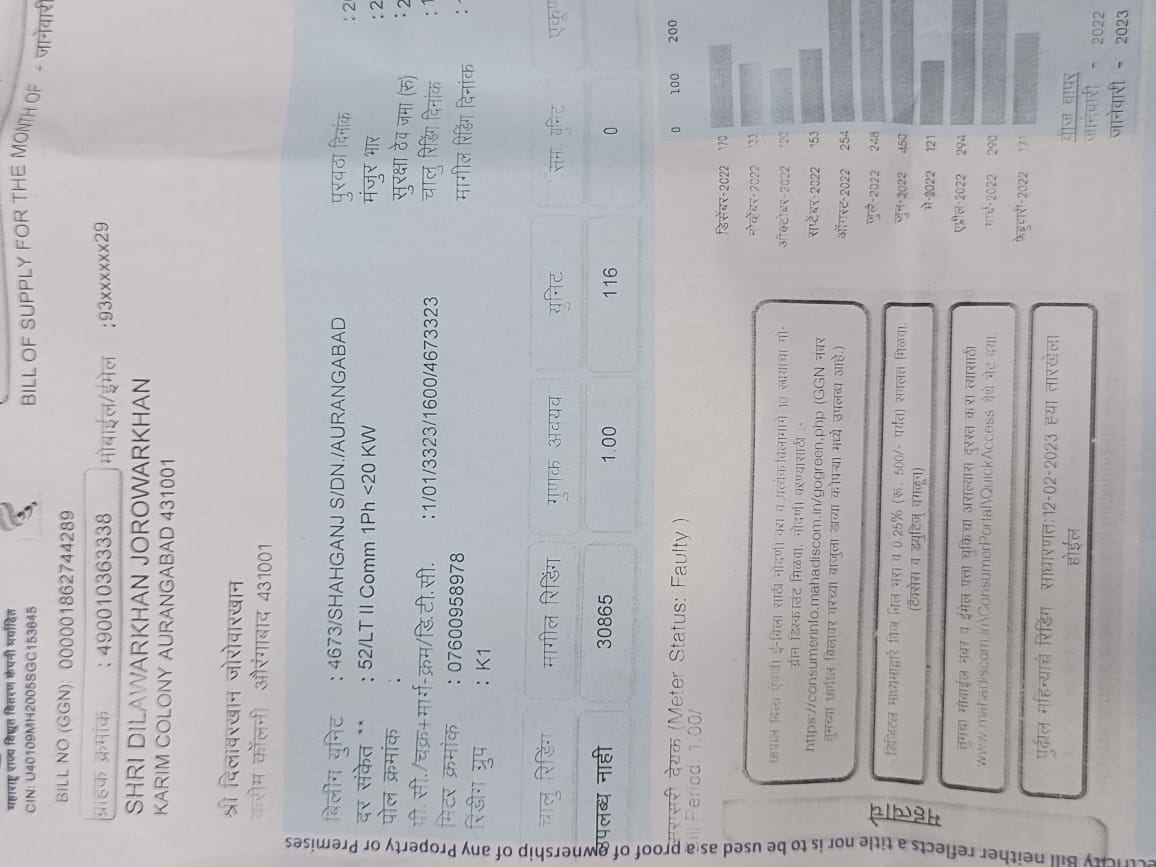 महाराष्ट्र राज्य विद्युत वितरण कंपनी मर्यादित
CIN: U40109MH2005SGC153645
BILL OF SUPPLY FOR THE MONTH OF - जानेवारी
BILL NO (GGN): 000001862744289
ग्राहक क्रमांक : 490010363338 मोबाईल/ईमेल :93xxxxxxx29
SHRI DILAWARKHAN JOROWARKHAN
KARIM COLONY AURANGABAD 431001
श्री दिलावरखान जोरोवारखान
करीम कॉलनी औरंगाबाद 431001
बिलींग युनिट : 4673/SHAHGANJ S/DN./AURANGABAD
दर संकेत ** : 52/LT II Comm 1Ph <20 KW
पोल क्रमांक :
पी. सी./चक्र+मार्ग-क्रम/डि.टी.सी. :1/01/3323/1600/4673323
मिटर क्रमांक : 07600958978
रिडींग ग्रुप : K1
पुरवठा दिनांक : 2
मंजुर भार : 2
सुरक्षा ठेव जमा (रु) : 2
चालु रिडिंग दिनांक : 1
मागील रिडिंग दिनांक :
चालु रिडिंग मागील रिडिंग गुणक अवयव युनिट समा. युनिट एकूण
उपलब्ध नाही 30865 1.00 116 0
सरासरी देयक (Meter Status: Faulty )
Period 1.00/
0 100 200
डिसेंबर-2022 170
नोव्हेंबर-2022 133
ऑक्टोबर-2022 120
सप्टेंबर-2022 153
ऑगस्ट-2022 254
जुलै-2022 248
जुन-2022 450
मे-2022 121
एप्रील-2022 294
मार्च-2022 290
फेब्रुवारी-2022 171
वीज वापर
जानेवारी - 2022
जानेवारी - 2023
महत्वाचे
छापील बिला ऐवजी ई-बिला साठी नोंदणी करा व प्रत्येक बिलामागे 10 रुपयाचा गो-
ग्रीन डिस्काउंट मिळवा. नोंदणी करण्यासाठी :-
https://consumerinfo.mahadiscom.in/gogreen.php (GGN नंबर
तुमच्या छापील बिलावर वरच्या बाजुला डाव्या कोपऱ्या मध्ये उपलब्ध आहे.)
डिजिटल माध्यमाद्वारे विज बिल भरा व 0.25% (रू. 500/- पर्यंत) सवलत मिळवा.
(टॅक्सेस व ड्युटिज वगळून)
तुमचा मोबाईल नंबर व ईमेल पत्ता चुकिचा असल्यास दुरुस्त करा त्यासाठी
www.mahadiscom.in\ConsumerPortal\QuickAccess येथे भेट द्या.
पुढील महिन्याचे रिडिंग साधारणत:12-02-2023 ह्या तारखेला
होईल
Bill neither reflects a title nor is to be used as a proof of ownership of any Property or Premises